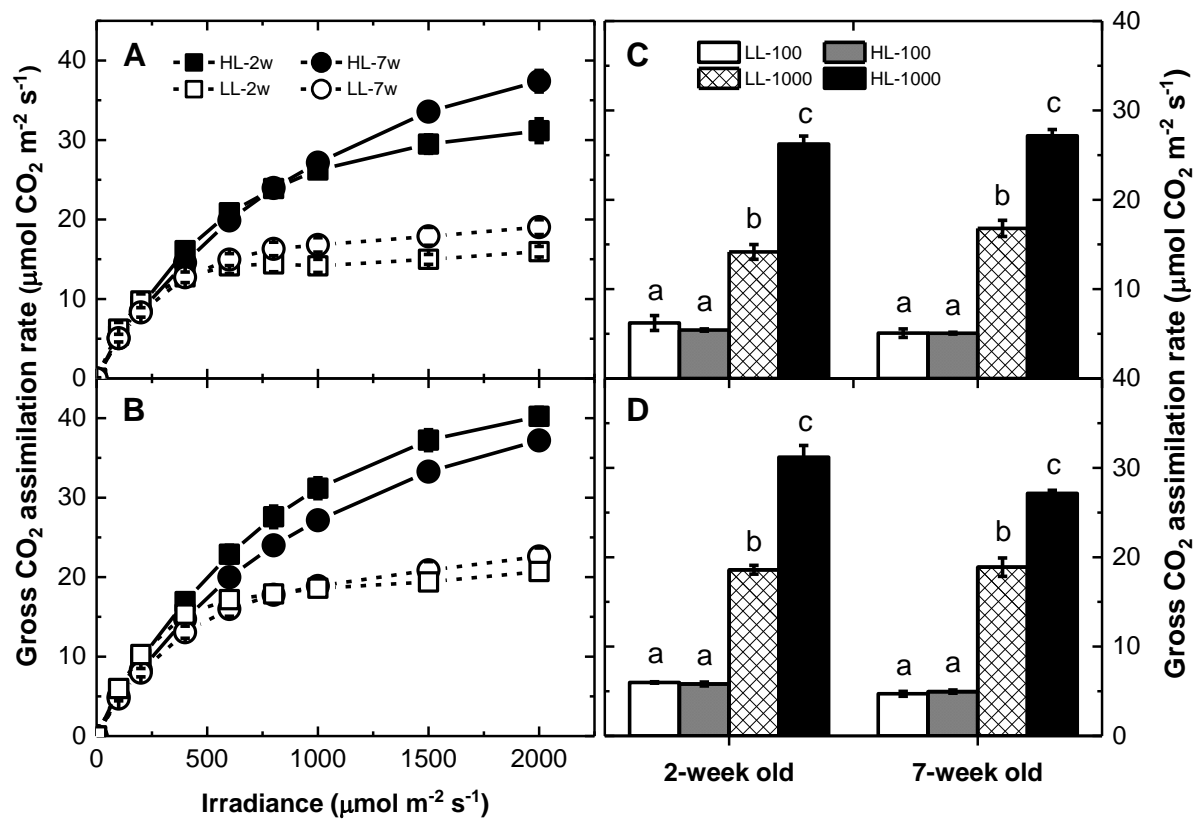 A
HL-2w
HL-7w
LL-2w
LL-7w
40
30
20
10
0
B
40
30
20
10
0
0
500
1000
1500
2000
Irradiance (μmol m⁻² s⁻¹)
Gross CO₂ assimilation rate (μmol CO₂ m⁻² s⁻¹)
C
LL-100
HL-100
LL-1000
HL-1000
a
a
b
c
a
a
b
c
40
30
20
10
40
D
a
a
b
c
a
a
b
c
30
20
10
0
2-week old
7-week old
Gross CO₂ assimilation rate (μmol CO₂ m⁻² s⁻¹)